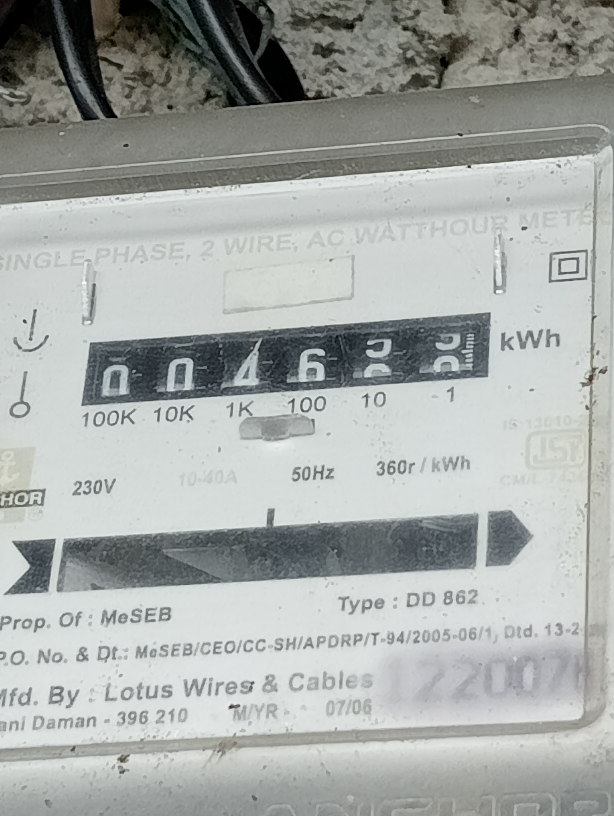 SINGLE PHASE, 2 WIRE, AC WATTHOUR METE
0 0 4 6
kWh
100K 10K 1K 100 10 1
230V 10-40A 50Hz 360r / kWh
HOR
Prop. Of : MeSEB Type : DD 862
P.O. No. & Dt.: MeSEB/CEO/CC-SH/APDRP/T-94/2005-06/1, Dtd. 13-2
Mfd. By : Lotus Wires & Cables
ani Daman - 396 210 M/YR - 07/06